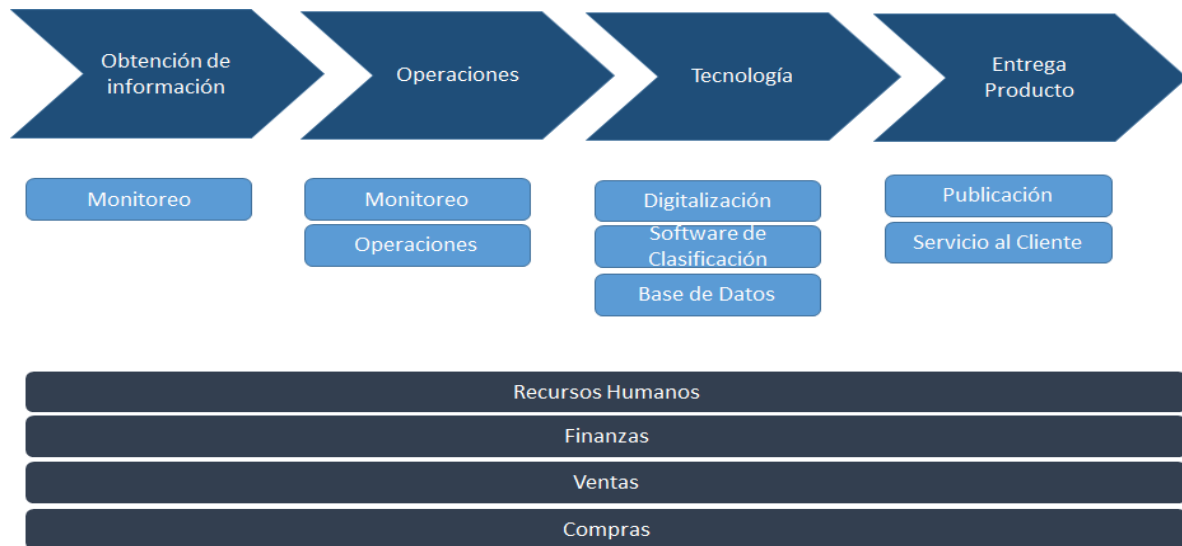 Obtención de
información
Operaciones
Tecnología
Entrega
Producto
Monitoreo
Monitoreo
Operaciones
Digitalización
Software de
Clasificación
Base de Datos
Publicación
Servicio al Cliente
Recursos Humanos
Finanzas
Ventas
Compras